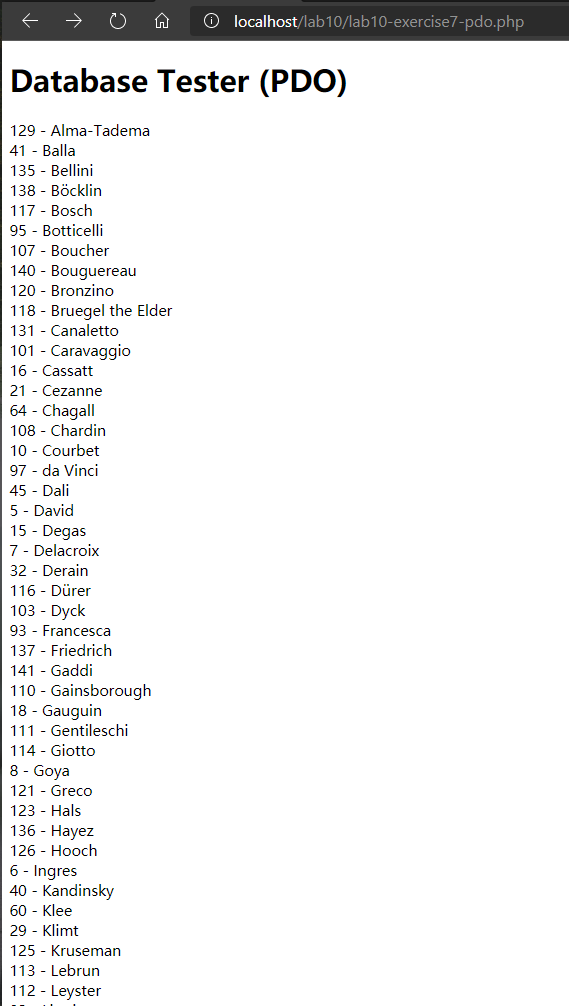 localhost/lab10/lab10-exercise7-pdo.php
Database Tester (PDO)
129 - Alma-Tadema
41 - Balla
135 - Bellini
138 - Böcklin
117 - Bosch
95 - Botticelli
107 - Boucher
140 - Bouguereau
120 - Bronzino
118 - Bruegel the Elder
131 - Canaletto
101 - Caravaggio
16 - Cassatt
21 - Cezanne
64 - Chagall
108 - Chardin
10 - Courbet
97 - da Vinci
45 - Dali
5 - David
15 - Degas
7 - Delacroix
32 - Derain
116 - Dürer
103 - Dyck
93 - Francesca
137 - Friedrich
141 - Gaddi
110 - Gainsborough
18 - Gauguin
111 - Gentileschi
114 - Giotto
8 - Goya
121 - Greco
123 - Hals
136 - Hayez
126 - Hooch
6 - Ingres
40 - Kandinsky
60 - Klee
29 - Klimt
125 - Kruseman
113 - Lebrun
112 - Leyster